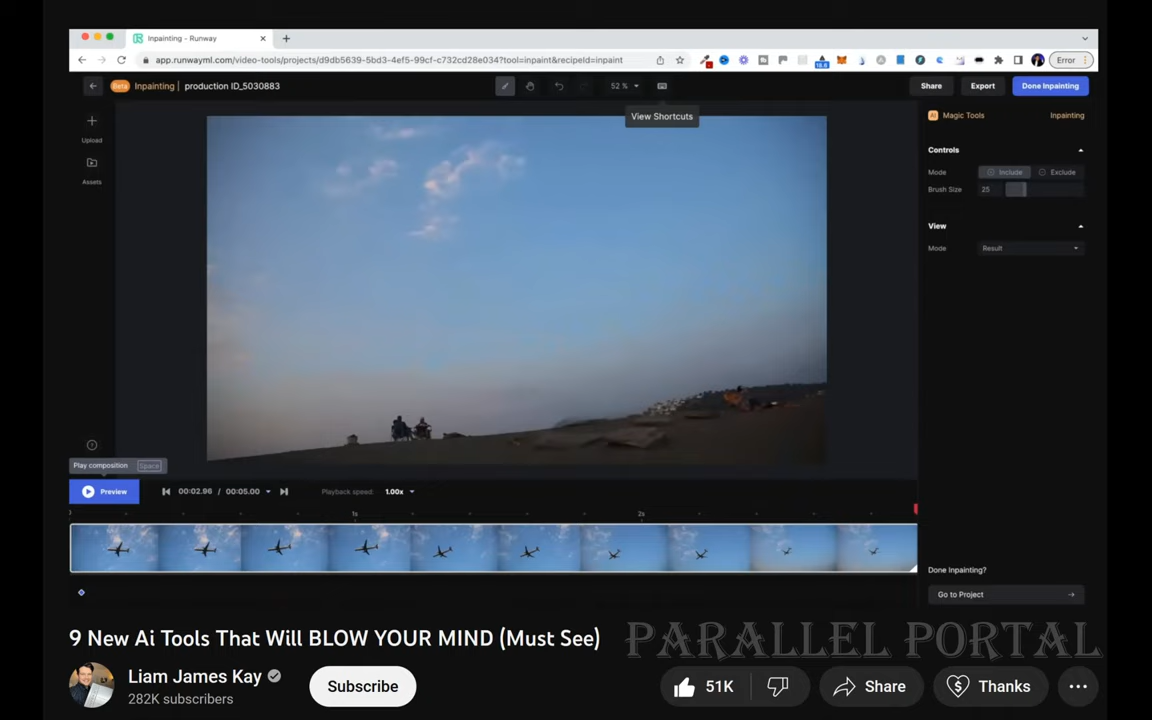 Inpainting - Runway
app.runwayml.com/video-tools/projects/d9db5639-5bd3-4ef5-99cf-c732cd28e034?tool=inpaint&recipeId=inpaint
Error
Beta Inpainting | production ID_5030883
52 %
Share
Export
Done Inpainting
View Shortcuts
Magic Tools
Inpainting
Upload
Assets
Controls
Mode
Include
Exclude
Brush Size
25
View
Mode
Result
Play composition Space
Preview
00:02.96 / 00:05.00
Playback speed: 1.00x
1s
2s
Done Inpainting?
Go to Project
9 New Ai Tools That Will BLOW YOUR MIND (Must See)
PARALLEL PORTAL
Liam James Kay
282K subscribers
Subscribe
51K
Share
Thanks